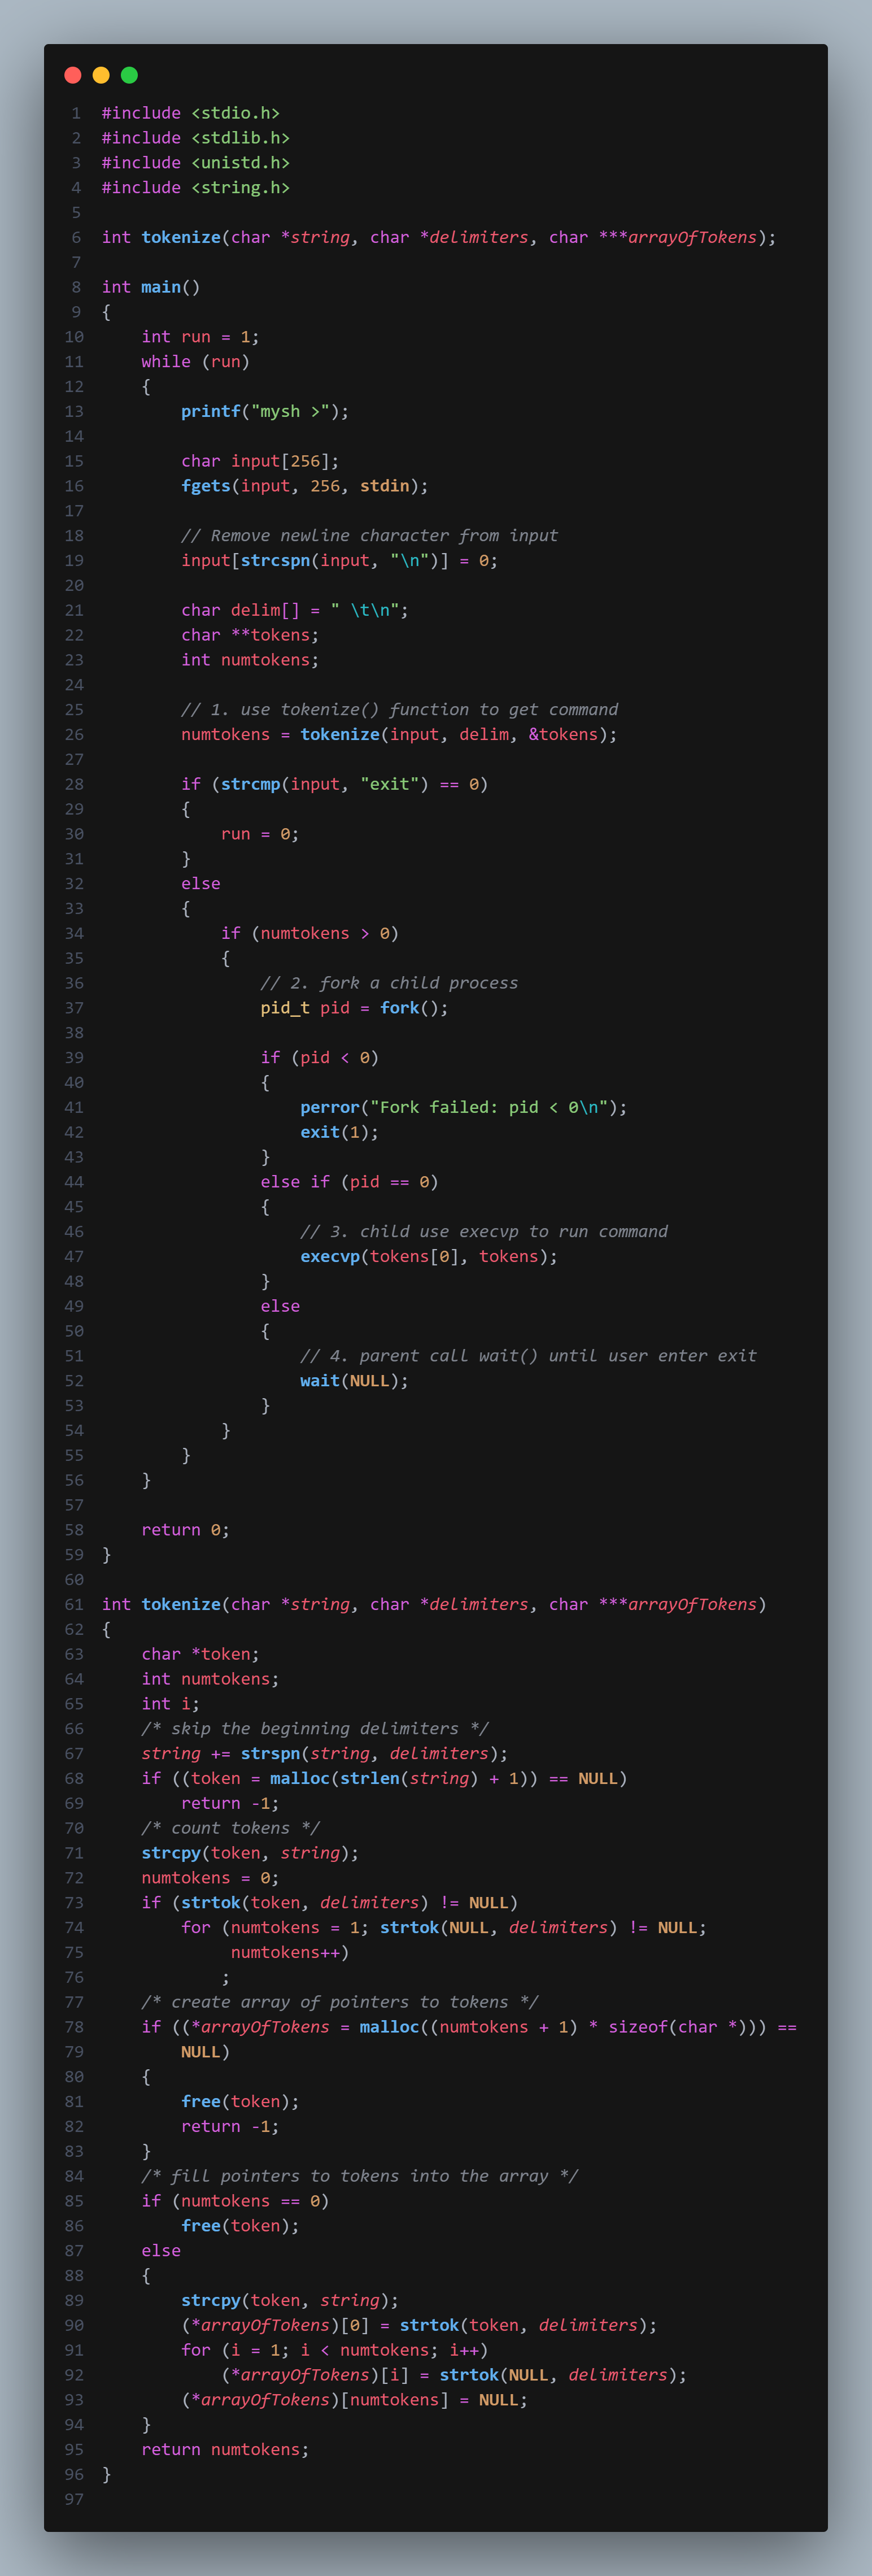 1 #include <stdio.h>
2 #include <stdlib.h>
3 #include <unistd.h>
4 #include <string.h>
5
6 int tokenize(char *string, char *delimiters, char ***arrayOfTokens);
7
8 int main()
9 {
10     int run = 1;
11     while (run)
12     {
13         printf("mysh >");
14
15         char input[256];
16         fgets(input, 256, stdin);
17
18         // Remove newline character from input
19         input[strcspn(input, "\n")] = 0;
20
21         char delim[] = " \t\n";
22         char **tokens;
23         int numtokens;
24
25         // 1. use tokenize() function to get command
26         numtokens = tokenize(input, delim, &tokens);
27
28         if (strcmp(input, "exit") == 0)
29         {
30             run = 0;
31         }
32         else
33         {
34             if (numtokens > 0)
35             {
36                 // 2. fork a child process
37                 pid_t pid = fork();
38
39                 if (pid < 0)
40                 {
41                     perror("Fork failed: pid < 0\n");
42                     exit(1);
43                 }
44                 else if (pid == 0)
45                 {
46                     // 3. child use execvp to run command
47                     execvp(tokens[0], tokens);
48                 }
49                 else
50                 {
51                     // 4. parent call wait() until user enter exit
52                     wait(NULL);
53                 }
54             }
55         }
56     }
57
58     return 0;
59 }
60
61 int tokenize(char *string, char *delimiters, char ***arrayOfTokens)
62 {
63     char *token;
64     int numtokens;
65     int i;
66     /* skip the beginning delimiters */
67     string += strspn(string, delimiters);
68     if ((token = malloc(strlen(string) + 1)) == NULL)
69         return -1;
70     /* count tokens */
71     strcpy(token, string);
72     numtokens = 0;
73     if (strtok(token, delimiters) != NULL)
74         for (numtokens = 1; strtok(NULL, delimiters) != NULL;
75              numtokens++)
76             ;
77     /* create array of pointers to tokens */
78     if ((*arrayOfTokens = malloc((numtokens + 1) * sizeof(char *))) ==
79         NULL)
80     {
81         free(token);
82         return -1;
83     }
84     /* fill pointers to tokens into the array */
85     if (numtokens == 0)
86         free(token);
87     else
88     {
89         strcpy(token, string);
90         (*arrayOfTokens)[0] = strtok(token, delimiters);
91         for (i = 1; i < numtokens; i++)
92             (*arrayOfTokens)[i] = strtok(NULL, delimiters);
93         (*arrayOfTokens)[numtokens] = NULL;
94     }
95     return numtokens;
96 }
97